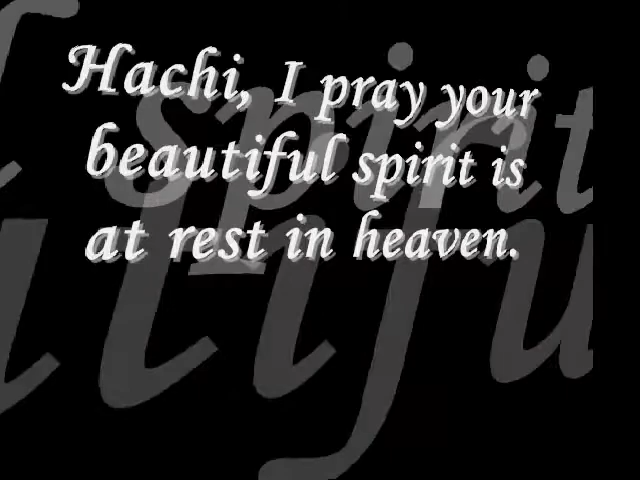 Hachi, I pray your
beautiful spirit is
at rest in heaven.